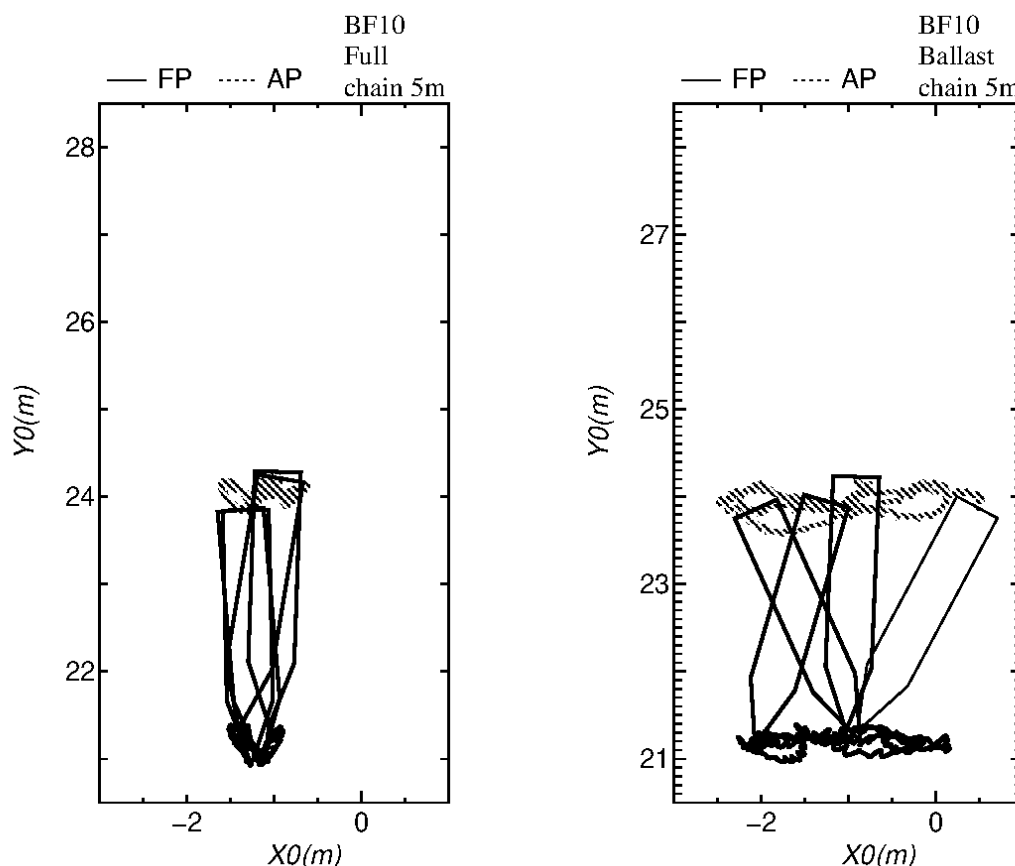 BF10
Full
chain 5m
FP AP
28
26
24
22
−2 0
X0(m)
Y0(m)
BF10
Ballast
chain 5m
FP AP
27
25
23
21
−2 0
X0(m)
Y0(m)